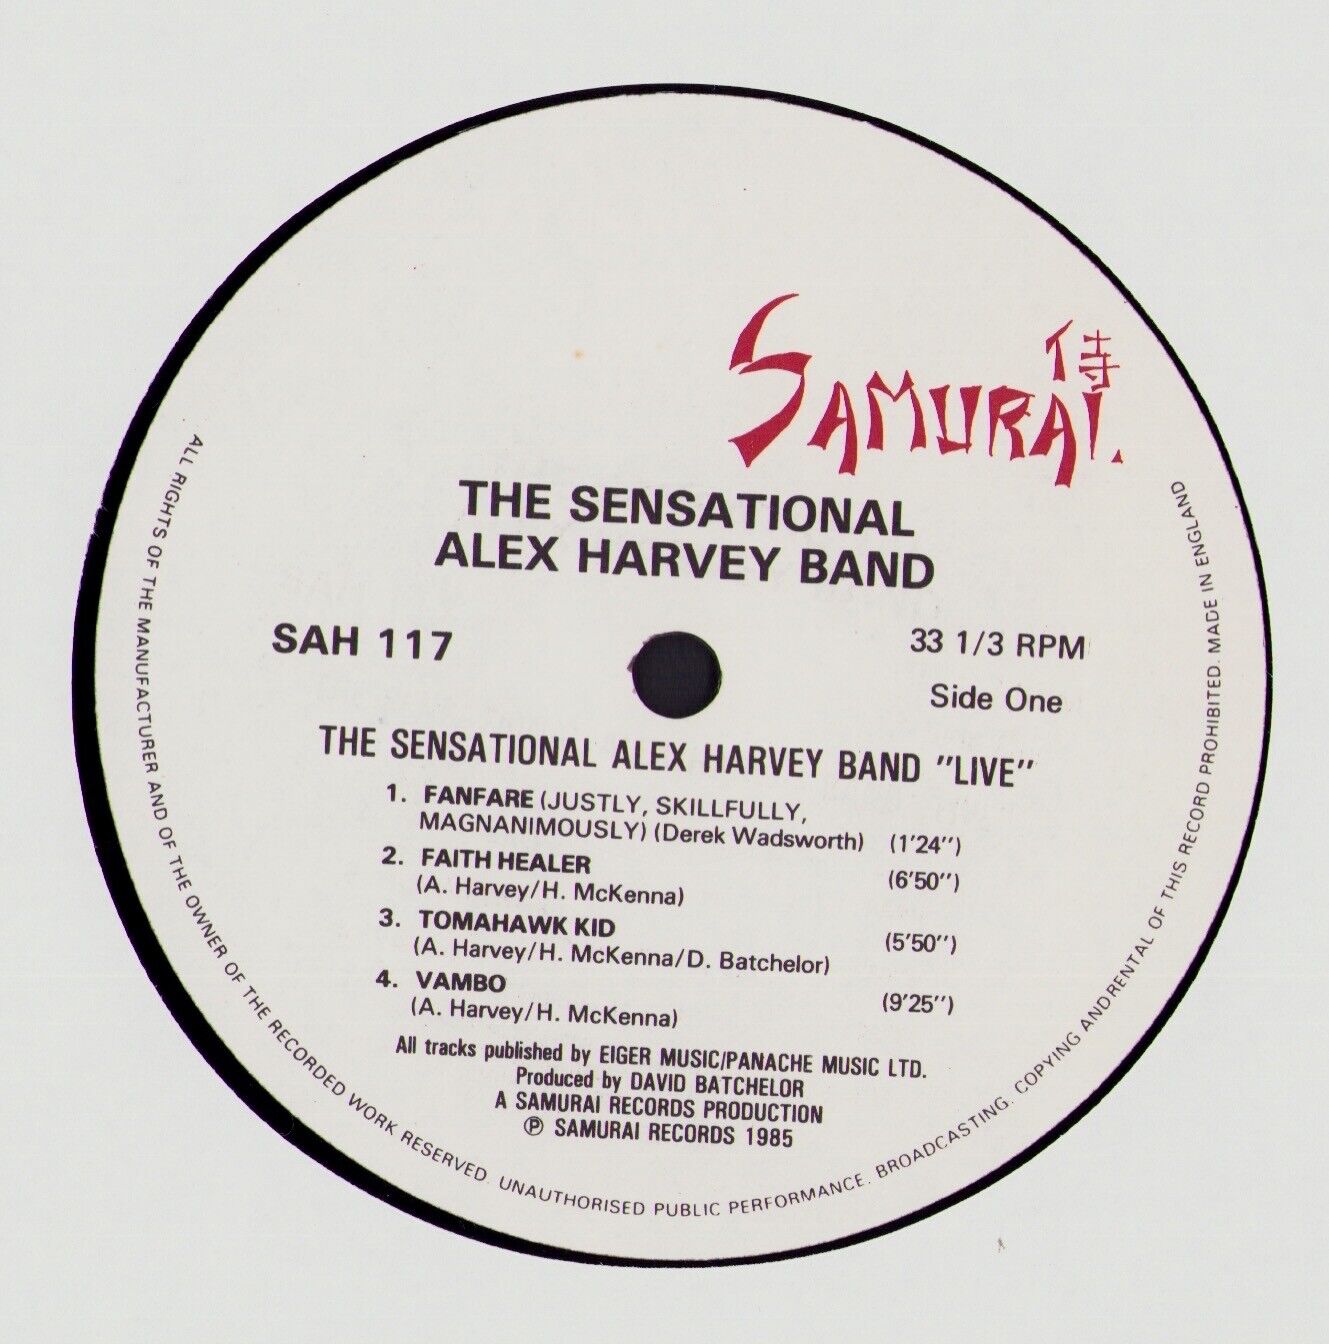 侍
SAMURAI.
THE SENSATIONAL
ALEX HARVEY BAND
SAH 117
33 1/3 RPM
Side One
THE SENSATIONAL ALEX HARVEY BAND "LIVE"
1. FANFARE (JUSTLY, SKILLFULLY,
MAGNANIMOUSLY) (Derek Wadsworth) (1'24'')
2. FAITH HEALER (6'50'')
(A. Harvey/H. McKenna)
3. TOMAHAWK KID (5'50'')
(A. Harvey/H. McKenna/D. Batchelor)
4. VAMBO (9'25'')
(A. Harvey/H. McKenna)
All tracks published by EIGER MUSIC/PANACHE MUSIC LTD.
Produced by DAVID BATCHELOR
A SAMURAI RECORDS PRODUCTION
℗ SAMURAI RECORDS 1985
ALL RIGHTS OF THE MANUFACTURER AND OF THE OWNER OF THE RECORDED WORK RESERVED. UNAUTHORISED PUBLIC PERFORMANCE. BROADCASTING. COPYING AND RENTAL OF THIS RECORD PROHIBITED. MADE IN ENGLAND